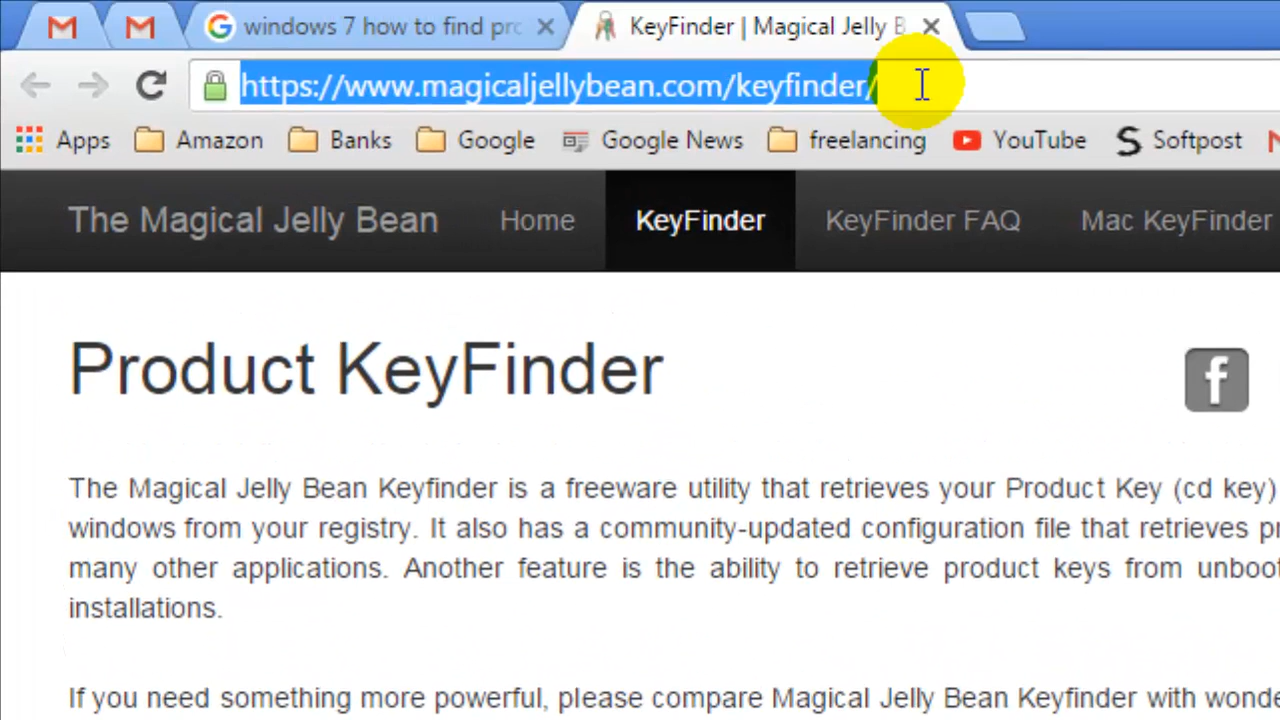 windows 7 how to find pro
KeyFinder | Magical Jelly B
https://www.magicaljellybean.com/keyfinder/
Apps Amazon Banks Google Google News freelancing YouTube Softpost
The Magical Jelly Bean Home KeyFinder KeyFinder FAQ Mac KeyFinder
Product KeyFinder
The Magical Jelly Bean Keyfinder is a freeware utility that retrieves your Product Key (cd key)
windows from your registry. It also has a community-updated configuration file that retrieves pr
many other applications. Another feature is the ability to retrieve product keys from unboot
installations.
If you need something more powerful, please compare Magical Jelly Bean Keyfinder with wonde